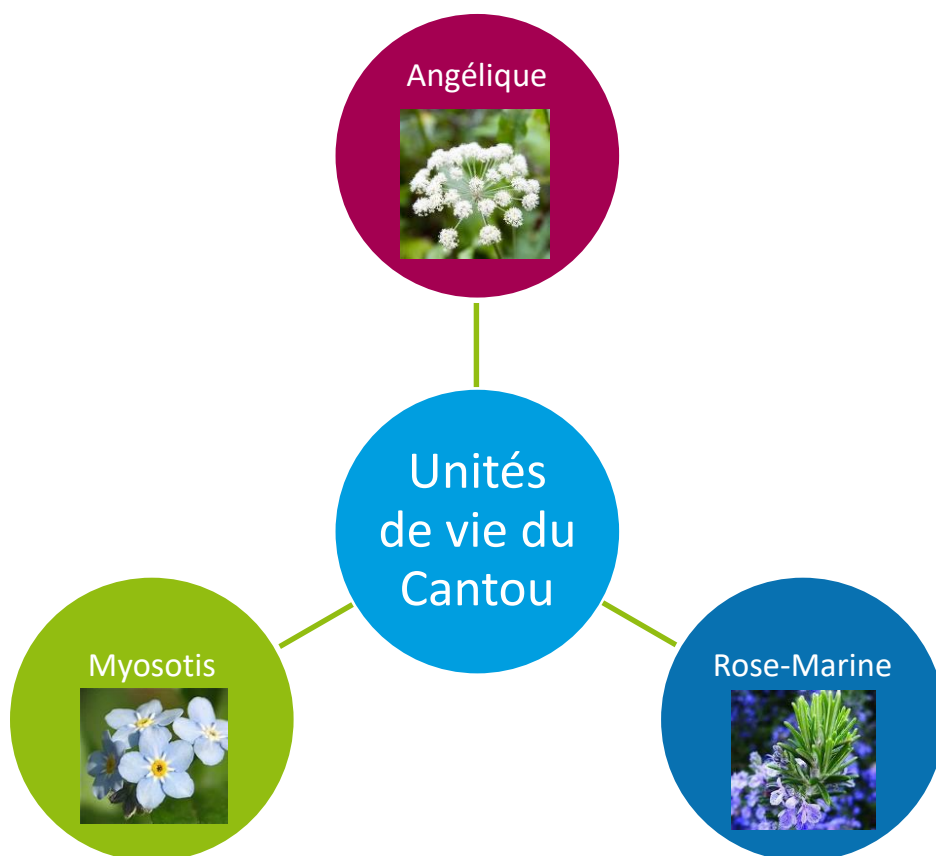 Angélique
Unités
de vie du
Cantou
Myosotis
Rose-Marine